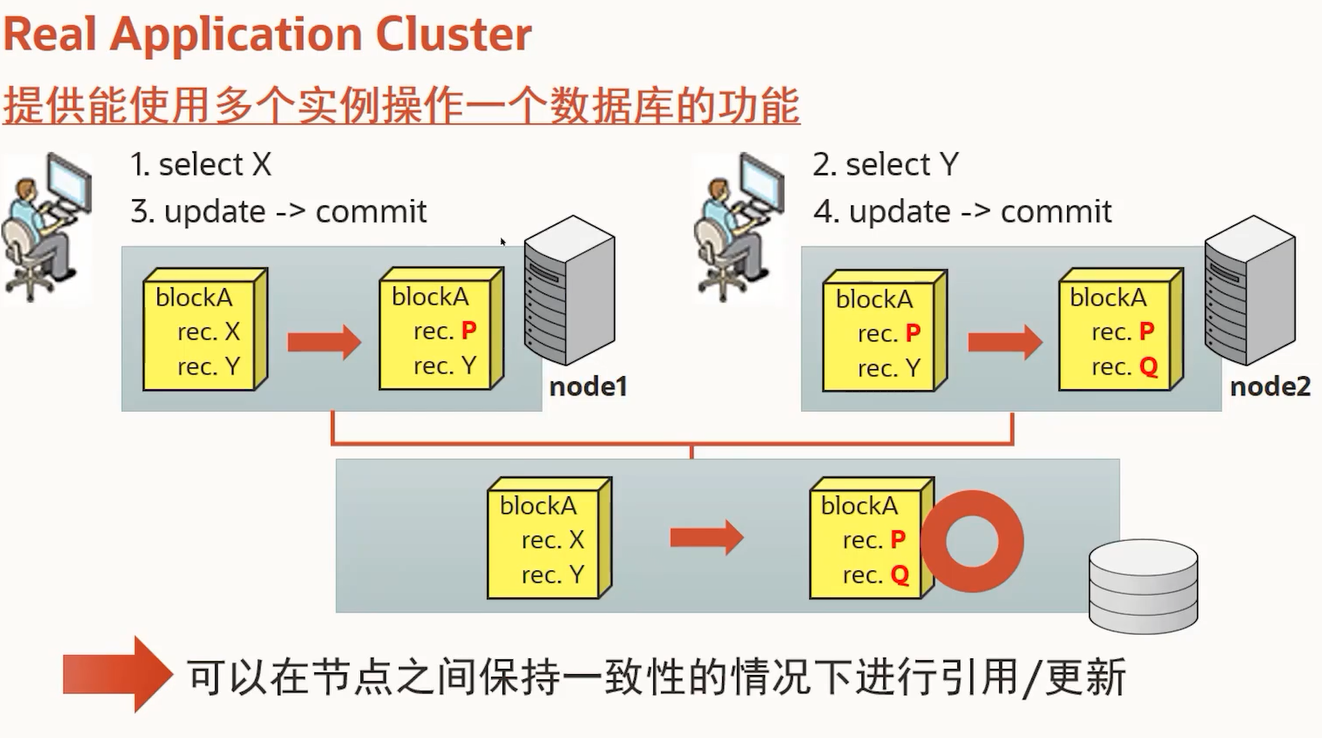 Real Application Cluster
提供能使用多个实例操作一个数据库的功能
1. select X
3. update -> commit
2. select Y
4. update -> commit
blockA
rec. X
rec. Y
blockA
rec. P
rec. Y
node1
blockA
rec. P
rec. Y
blockA
rec. P
rec. Q
node2
blockA
rec. X
rec. Y
blockA
rec. P
rec. Q
可以在节点之间保持一致性的情况下进行引用/更新